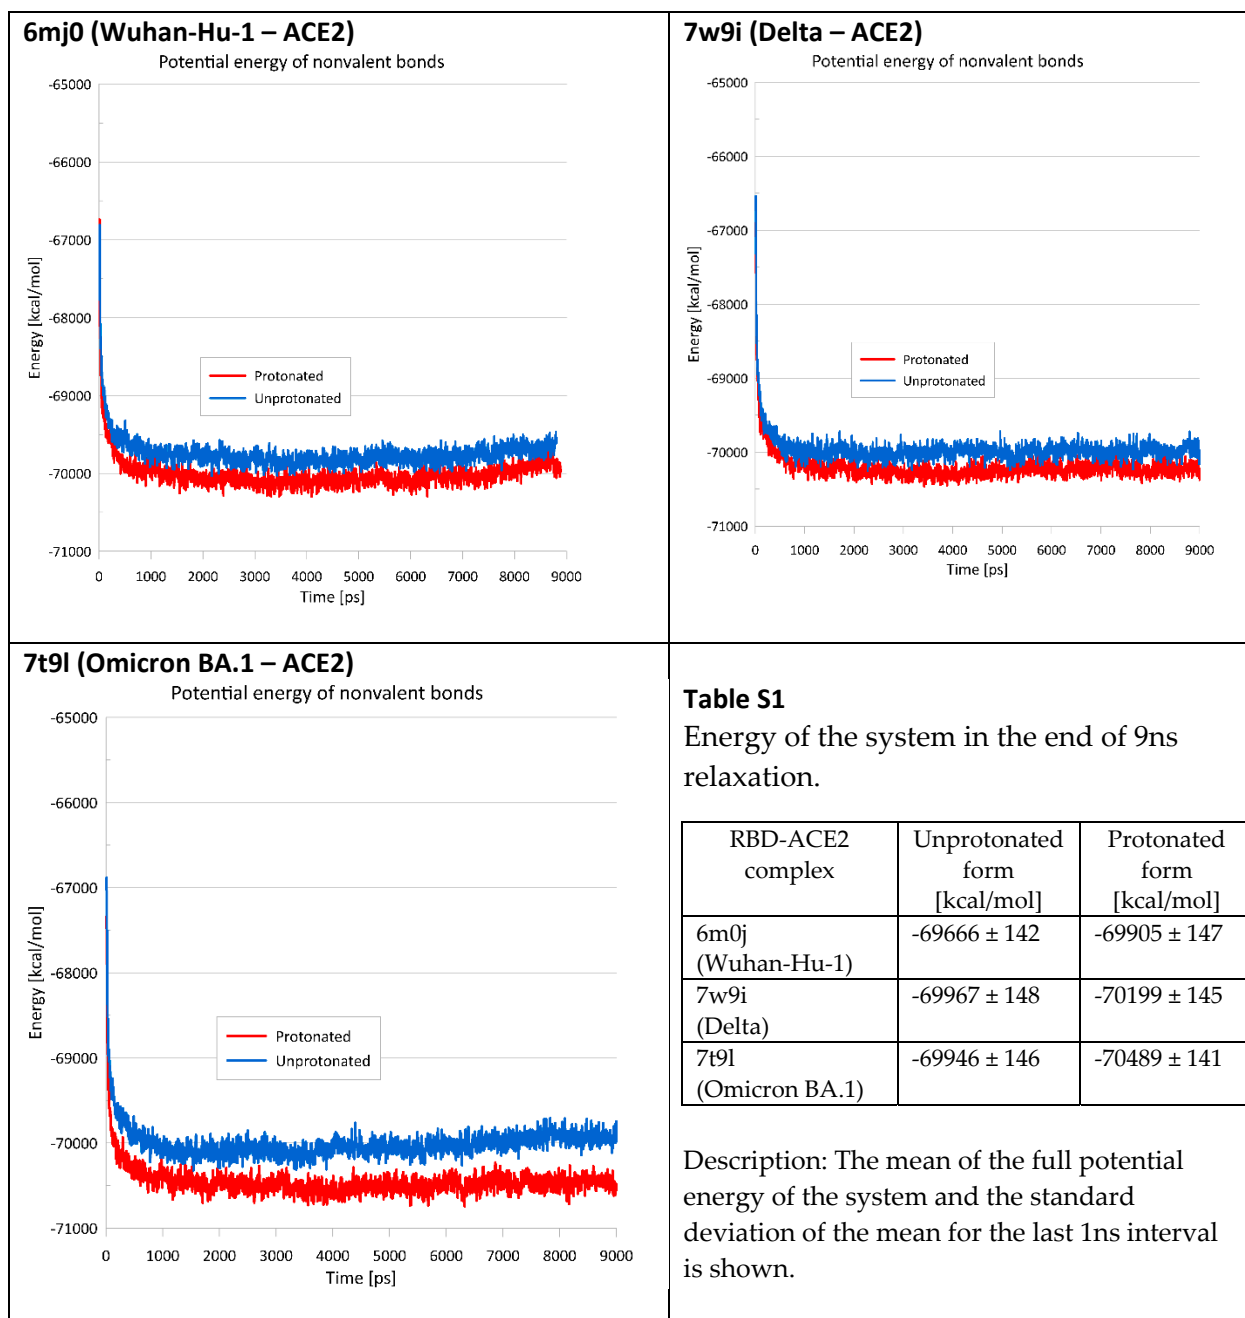 6mj0 (Wuhan-Hu-1 – ACE2)
Potential energy of nonvalent bonds
-65000
-66000
-67000
-68000
-69000
-70000
-71000
Energy [kcal/mol]
Protonated
Unprotonated
0 1000 2000 3000 4000 5000 6000 7000 8000 9000
Time [ps]
7w9i (Delta – ACE2)
Potential energy of nonvalent bonds
-65000
-66000
-67000
-68000
-69000
-70000
-71000
Energy [kcal/mol]
Protonated
Unprotonated
0 1000 2000 3000 4000 5000 6000 7000 8000 9000
Time [ps]
7t9l (Omicron BA.1 – ACE2)
Potential energy of nonvalent bonds
-65000
-66000
-67000
-68000
-69000
-70000
-71000
Energy [kcal/mol]
Protonated
Unprotonated
0 1000 2000 3000 4000 5000 6000 7000 8000 9000
Time [ps]
Table S1
Energy of the system in the end of 9ns
relaxation.
RBD-ACE2 Unprotonated Protonated
complex form form
[kcal/mol] [kcal/mol]
6m0j -69666 ± 142 -69905 ± 147
(Wuhan-Hu-1)
7w9i -69967 ± 148 -70199 ± 145
(Delta)
7t9l -69946 ± 146 -70489 ± 141
(Omicron BA.1)
Description: The mean of the full potential
energy of the system and the standard
deviation of the mean for the last 1ns interval
is shown.